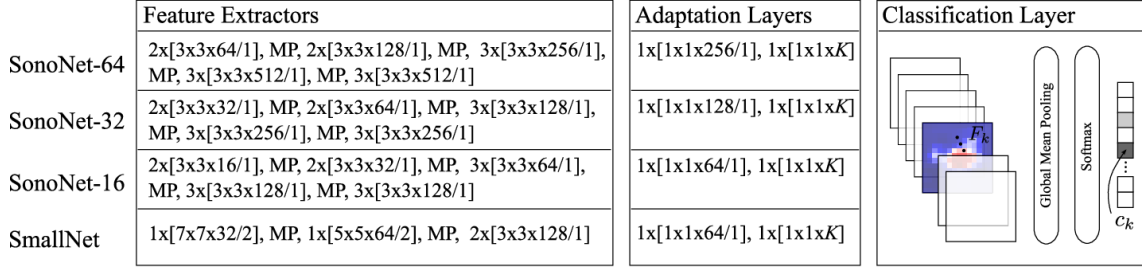 Feature Extractors
Adaptation Layers
Classification Layer
SonoNet-64
2x[3x3x64/1], MP, 2x[3x3x128/1], MP, 3x[3x3x256/1],
MP, 3x[3x3x512/1], MP, 3x[3x3x512/1]
1x[1x1x256/1], 1x[1x1xK]
SonoNet-32
2x[3x3x32/1], MP, 2x[3x3x64/1], MP, 3x[3x3x128/1],
MP, 3x[3x3x256/1], MP, 3x[3x3x256/1]
1x[1x1x128/1], 1x[1x1xK]
SonoNet-16
2x[3x3x16/1], MP, 2x[3x3x32/1], MP, 3x[3x3x64/1],
MP, 3x[3x3x128/1], MP, 3x[3x3x128/1]
1x[1x1x64/1], 1x[1x1xK]
SmallNet
1x[7x7x32/2], MP, 1x[5x5x64/2], MP, 2x[3x3x128/1]
1x[1x1x64/1], 1x[1x1xK]
F_k
Global Mean Pooling
Softmax
c_k